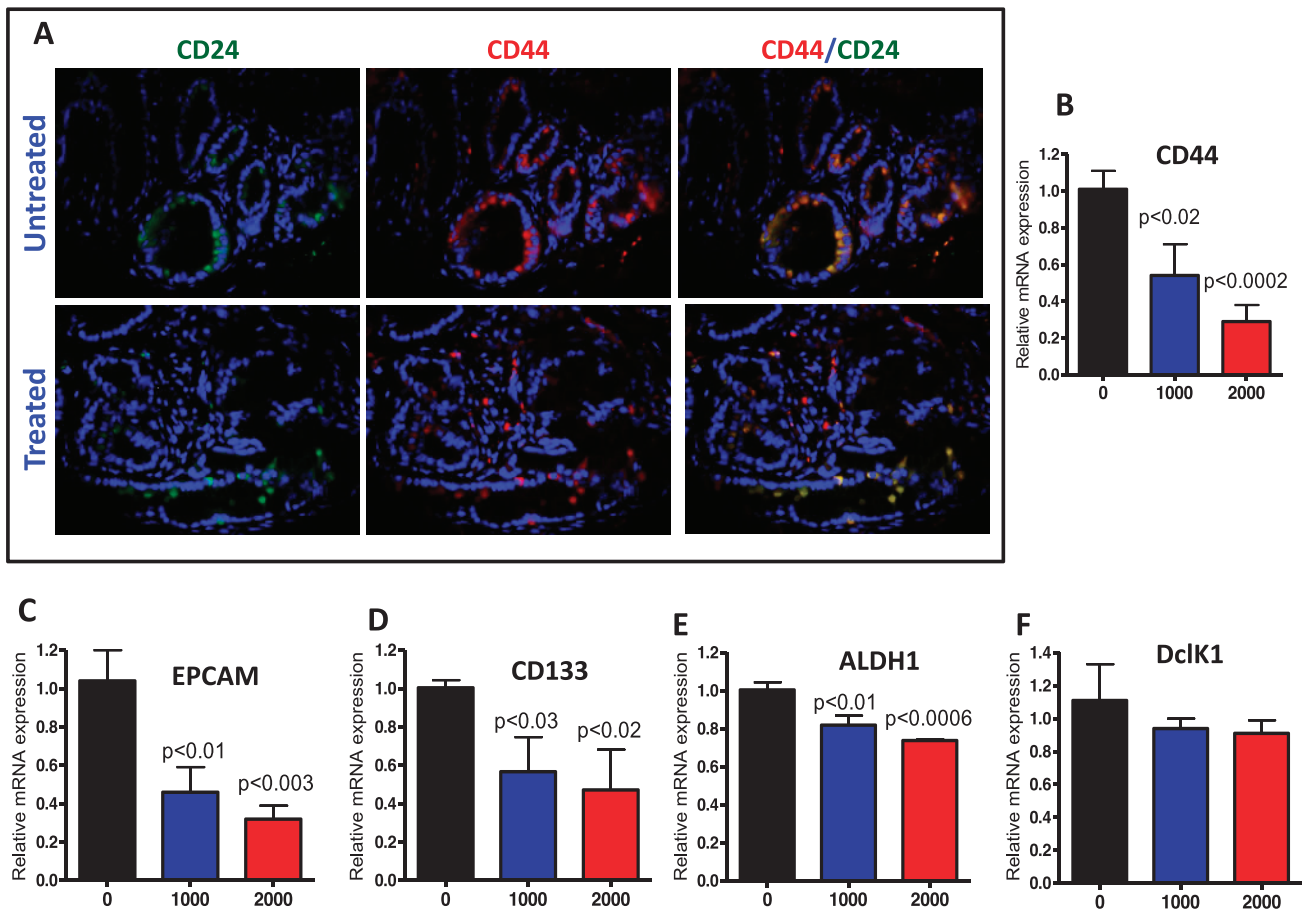 A
CD24
CD44
CD44/CD24
Untreated
Treated
B
CD44
Relative mRNA expression
1.2
1.0
0.8
0.6
0.4
0.2
0.0
p<0.02
p<0.0002
0
1000
2000
C
EPCAM
Relative mRNA expression
1.2
1.0
0.8
0.6
0.4
0.2
0.0
p<0.01
p<0.003
0
1000
2000
D
CD133
Relative mRNA expression
1.2
1.0
0.8
0.6
0.4
0.2
0.0
p<0.03
p<0.02
0
1000
2000
E
ALDH1
Relative mRNA expression
1.2
1.0
0.8
0.6
0.4
0.2
0.0
p<0.01
p<0.0006
0
1000
2000
F
DclK1
Relative mRNA expression
1.4
1.2
1.0
0.8
0.6
0.4
0.2
0.0
0
1000
2000